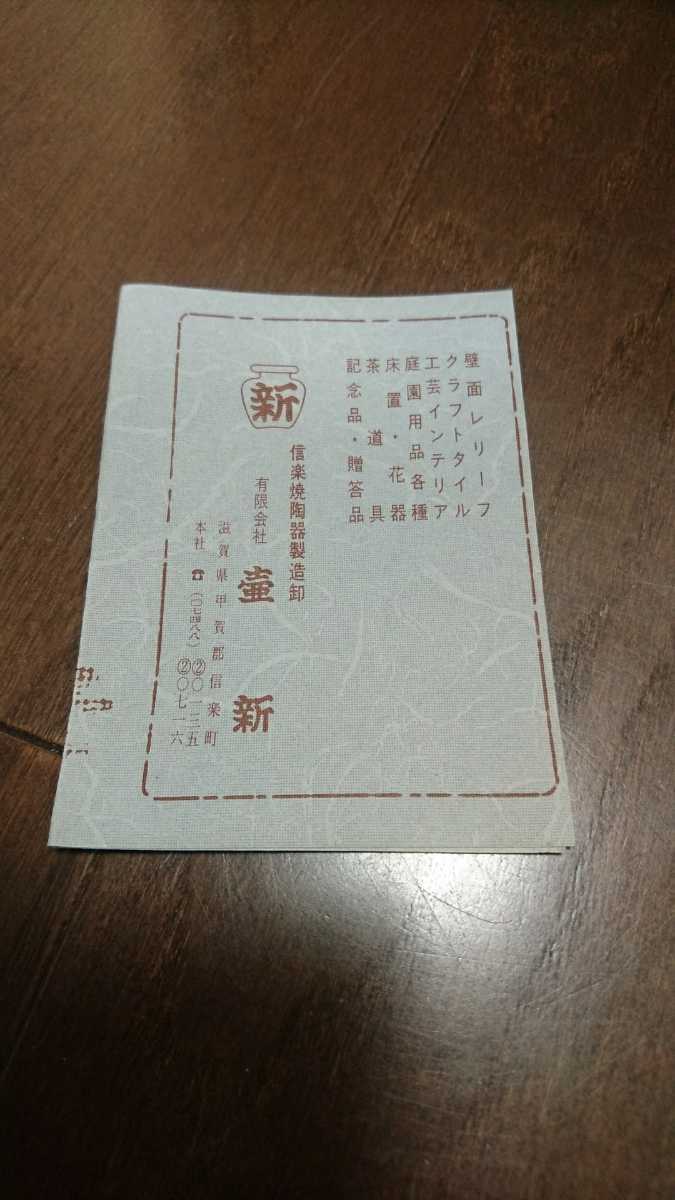 壁面レリーフ
クラフトタイル
工芸インテリア
庭園用品各種
床置・花器
茶道具
記念品・贈答品
新
信楽焼陶器製造卸
有限会社 壷新
滋賀県甲賀郡信楽町
本社 ☎(〇七四八八)②〇一三五
②〇七一六